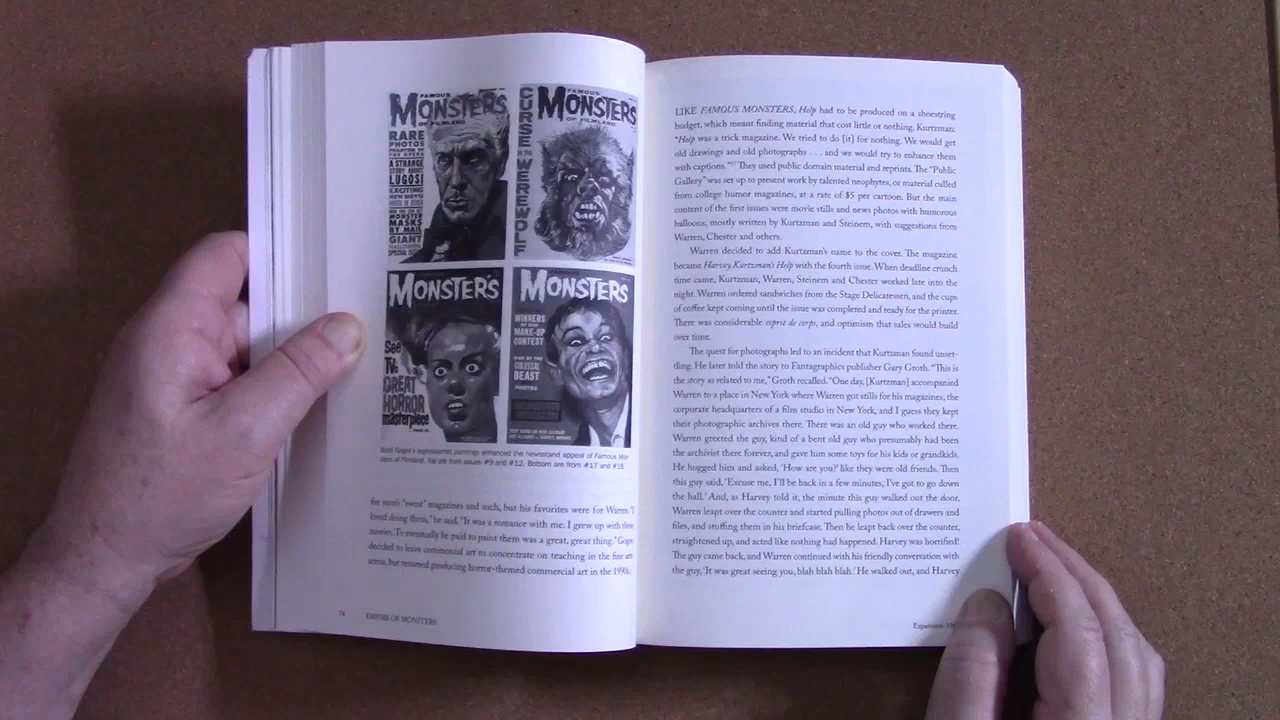 FAMOUS
MONSTERS
OF FILMLAND
RARE
PHOTOS
PHANTOM OF
THE OPERA
A STRANGE
STORY ABOUT
LUGOSI
EXCITING
NEW MOVIE
HOUSE OF USHER
MONSTER
MASKS
BY MAIL
GIANT
SPECIAL
FAMOUS
MONSTERS
OF FILMLAND
CURSE
OF THE
WEREWOLF
MONSTERS
See
TV's
GREAT
HORROR
masterpiece
MONSTERS
WINNERS
OF OUR
MAKE-UP
CONTEST
WAR OF THE
COLOSSAL
BEAST
PHOTOS
Basil Gogos's expressionist paintings enhanced the newsstand appeal of Famous Mon-
sters of Filmland. Top are from issues #9 and #12. Bottom are from #17 and #18.
for men's "sweat" magazines and such, but his favorites were for Warren. "I
loved doing them," he said. "It was a romance with me. I grew up with these
movies. To eventually be paid to paint them was a great, great thing." Gogos
decided to leave commercial art to concentrate on teaching in the fine arts
arena, but resumed producing horror-themed commercial art in the 1990s.
74 EMPIRE OF MONSTERS
LIKE FAMOUS MONSTERS, Help had to be produced on a shoestring
budget, which meant finding material that cost little or nothing. Kurtzman:
"Help was a trick magazine. We tried to do [it] for nothing. We would get
old drawings and old photographs . . . and we would try to enhance them
with captions." They used public domain material and reprints. The "Public
Gallery" was set up to present work by talented neophytes, or material culled
from college humor magazines, at a rate of $5 per cartoon. But the main
content of the first issues were movie stills and news photos with humorous
balloons, mostly written by Kurtzman and Steinem, with suggestions from
Warren, Chester and others.
Warren decided to add Kurtzman's name to the cover. The magazine
became Harvey Kurtzman's Help with the fourth issue. When deadline crunch
time came, Kurtzman, Warren, Steinem and Chester worked late into the
night. Warren ordered sandwiches from the Stage Delicatessen, and the cups
of coffee kept coming until the issue was completed and ready for the printer.
There was considerable esprit de corps, and optimism that sales would build
over time.
The quest for photographs led to an incident that Kurtzman found unset-
tling. He later told the story to Fantagraphics publisher Gary Groth. "This is
the story as related to me," Groth recalled. "One day, [Kurtzman] accompanied
Warren to a place in New York where Warren got stills for his magazines, the
corporate headquarters of a film studio in New York, and I guess they kept
their photographic archives there. There was an old guy who worked there.
Warren greeted the guy, kind of a bent old guy who presumably had been
the archivist there forever, and gave him some toys for his kids or grandkids.
He hugged him and asked, 'How are you?' like they were old friends. Then
this guy said, 'Excuse me, I'll be back in a few minutes, I've got to go down
the hall.' And, as Harvey told it, the minute this guy walked out the door,
Warren leapt over the counter and started pulling photos out of drawers and
files, and stuffing them in his briefcase. Then he leapt back over the counter,
straightened up, and acted like nothing had happened. Harvey was horrified!
The guy came back, and Warren continued with his friendly conversation with
the guy, 'It was great seeing you, blah blah blah.' He walked out, and Harvey
Expansion: